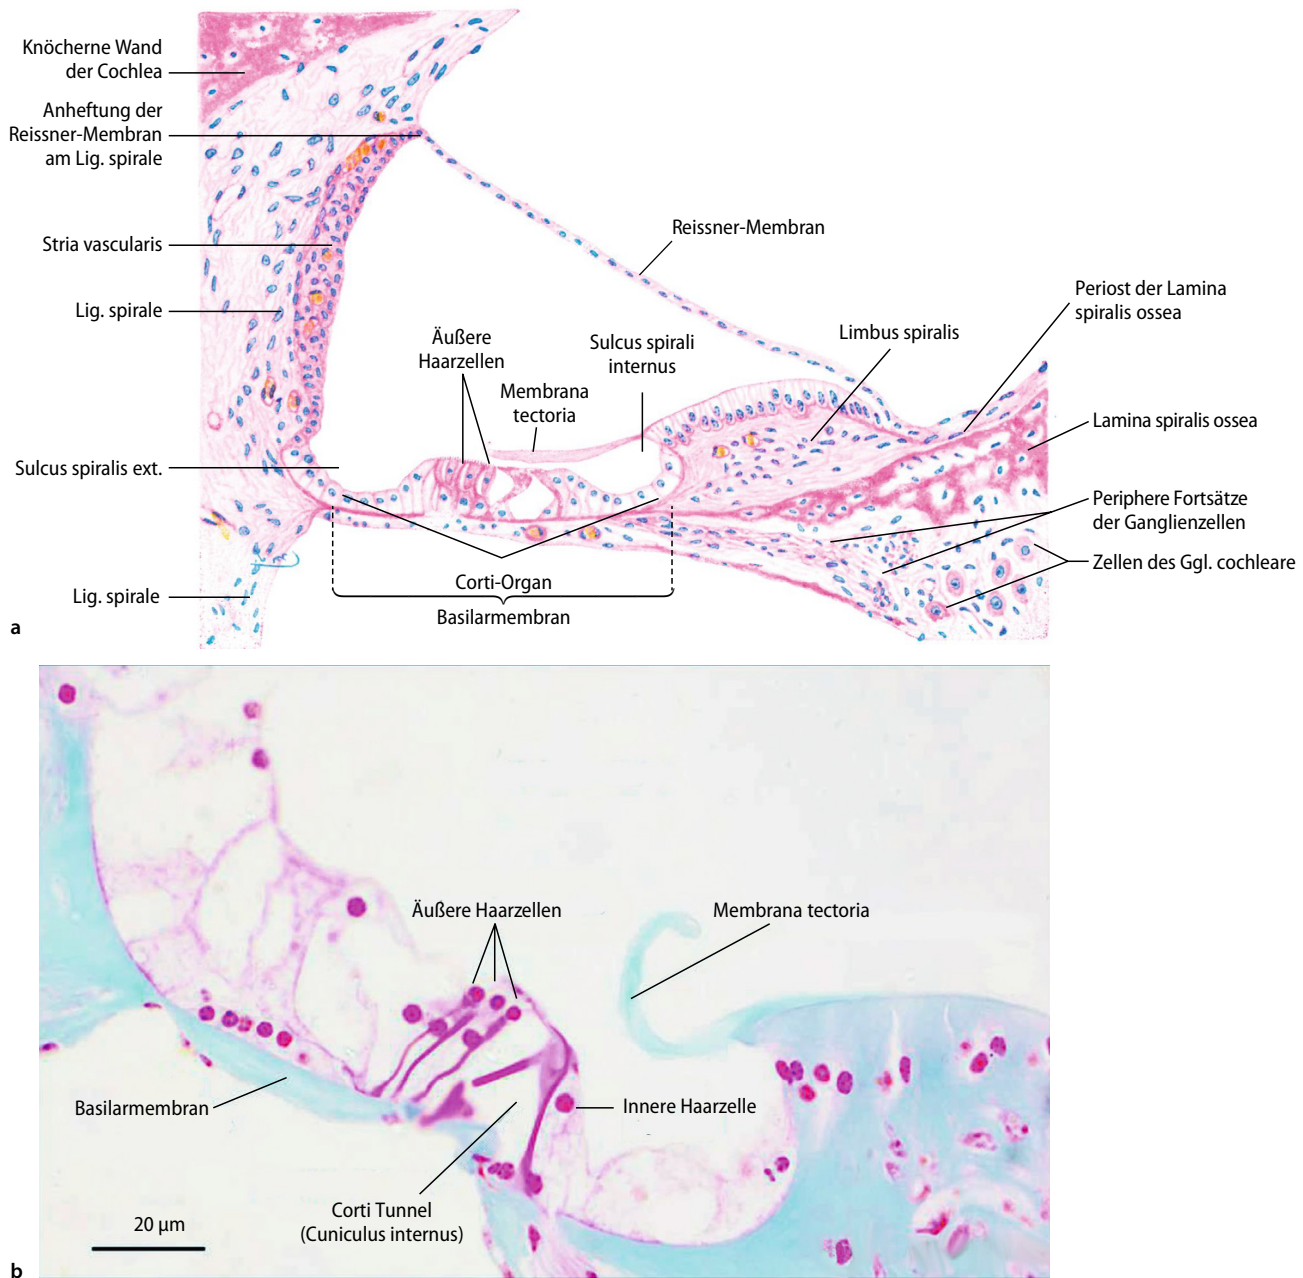 Knöcherne Wand
der Cochlea
Anheftung der
Reissner-Membran
am Lig. spirale
Stria vascularis
Lig. spirale
Sulcus spiralis ext.
Lig. spirale
Äußere
Haarzellen
Membrana
tectoria
Sulcus spirali
internus
Reissner-Membran
Limbus spiralis
Periost der Lamina
spiralis ossea
Lamina spiralis ossea
Periphere Fortsätze
der Ganglienzellen
Zellen des Ggl. cochleare
Corti-Organ
Basilarmembran
a
Äußere Haarzellen
Membrana tectoria
Basilarmembran
Innere Haarzelle
Corti Tunnel
(Cuniculus internus)
20 µm
b